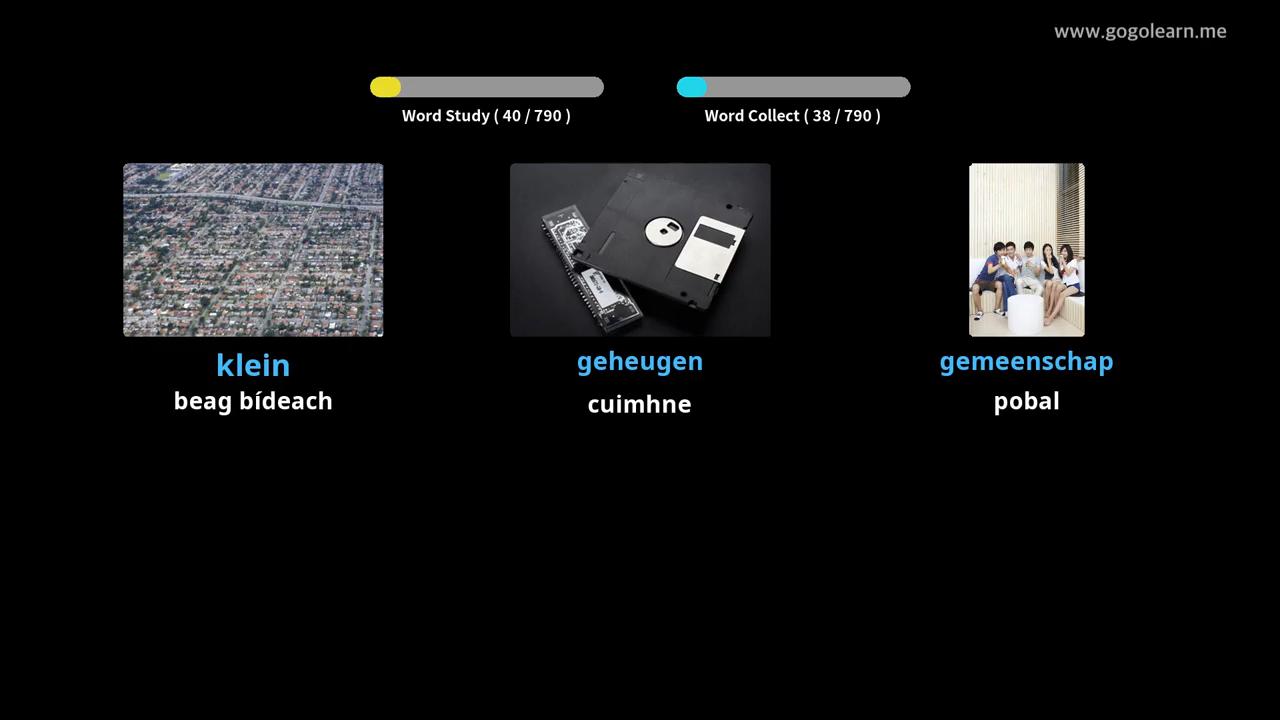 www.gogolearn.me
Word Study ( 40 / 790 )
Word Collect ( 38 / 790 )
klein
beag bídeach
geheugen
cuimhne
gemeenschap
pobal